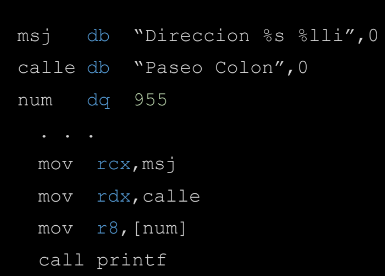 msj db “Direccion %s %lli”,0
calle db “Paseo Colon”,0
num dq 955
. . .
mov rcx,msj
mov rdx,calle
mov r8,[num]
call printf